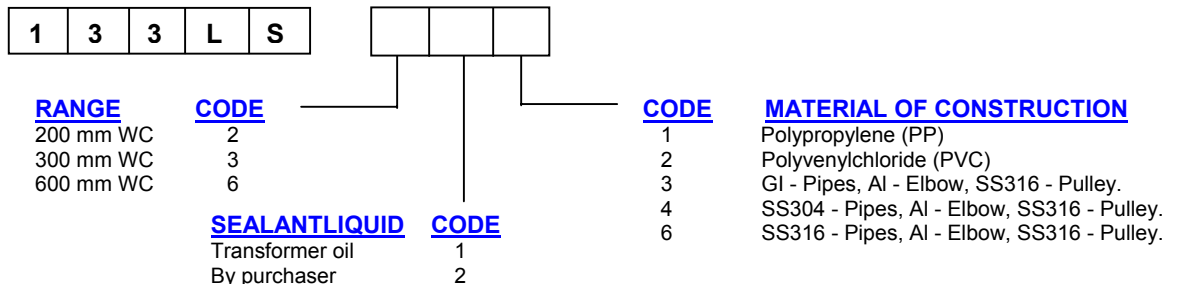 1 3 3 L S
RANGE CODE
200 mm WC 2
300 mm WC 3
600 mm WC 6
SEALANTLIQUID CODE
Transformer oil 1
By purchaser 2
CODE MATERIAL OF CONSTRUCTION
1 Polypropylene (PP)
2 Polyvenylchloride (PVC)
3 GI - Pipes, Al - Elbow, SS316 - Pulley.
4 SS304 - Pipes, Al - Elbow, SS316 - Pulley.
6 SS316 - Pipes, Al - Elbow, SS316 - Pulley.